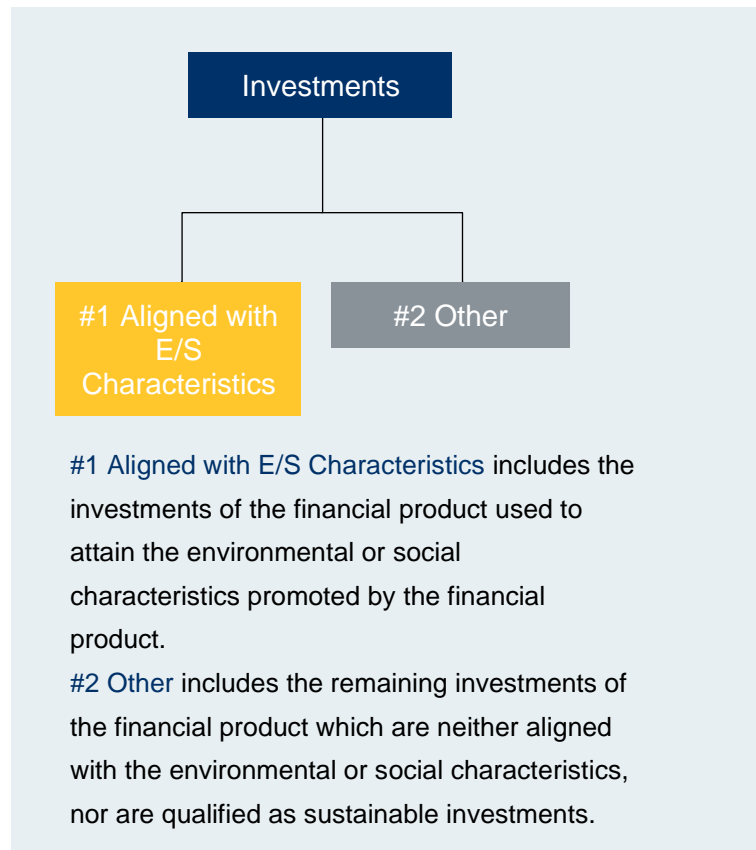 Investments
#1 Aligned with
E/S
Characteristics
#2 Other
#1 Aligned with E/S Characteristics includes the
investments of the financial product used to
attain the environmental or social
characteristics promoted by the financial
product.
#2 Other includes the remaining investments of
the financial product which are neither aligned
with the environmental or social characteristics,
nor are qualified as sustainable investments.